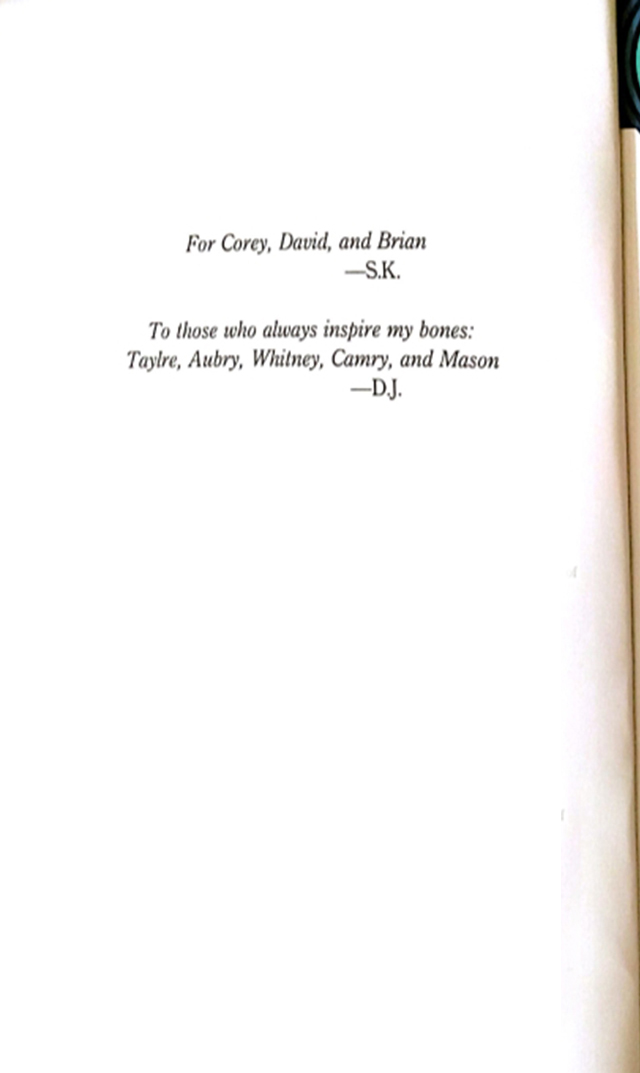 For Corey, David, and Brian
—S.K.
To those who always inspire my bones:
Taylre, Aubry, Whitney, Camry, and Mason
—D.J.